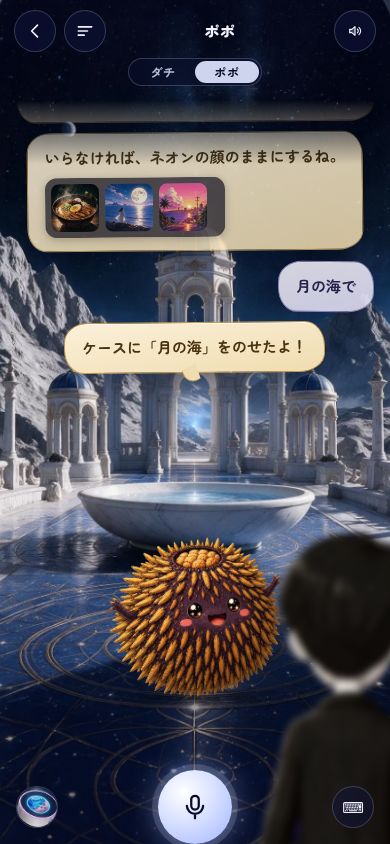 ポポ
ダチ
ポポ
いらなければ、ネオンの顔のままにするね。
月の海で
ケースに「月の海」をのせたよ！